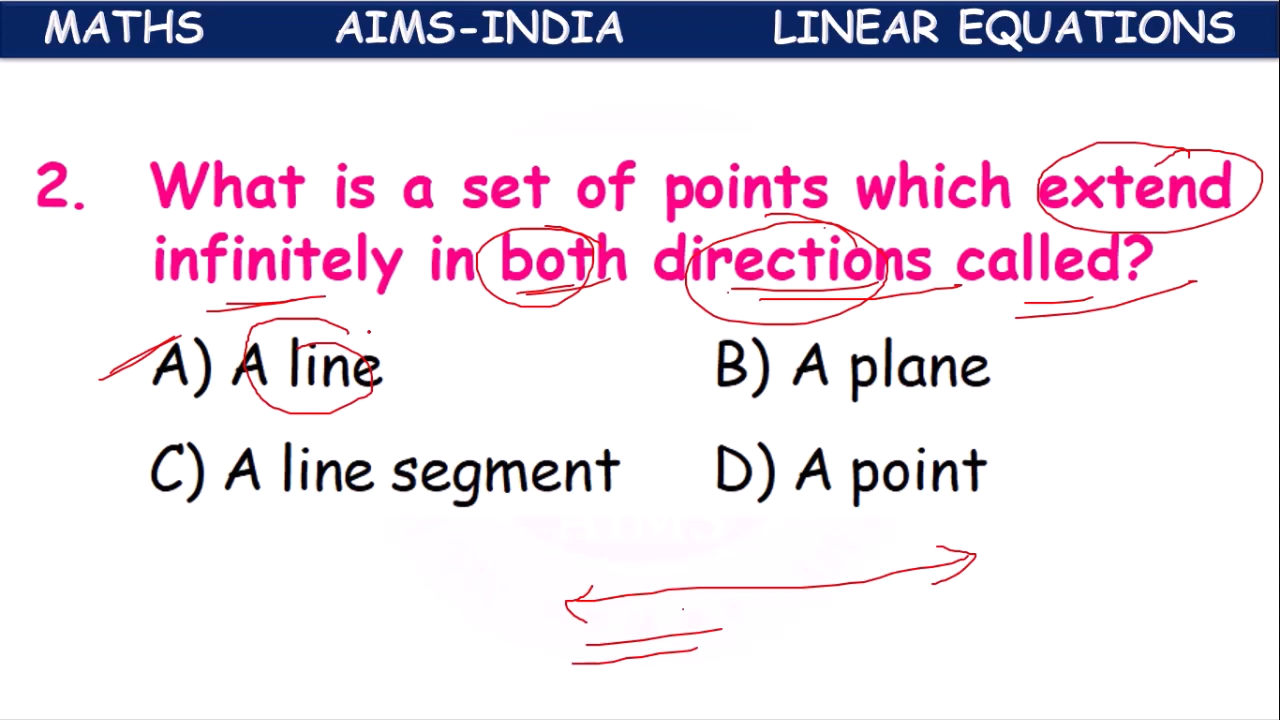 MATHS AIMS-INDIA LINEAR EQUATIONS
2. What is a set of points which extend
infinitely in both directions called?
A) A line B) A plane
C) A line segment D) A point
AIMS